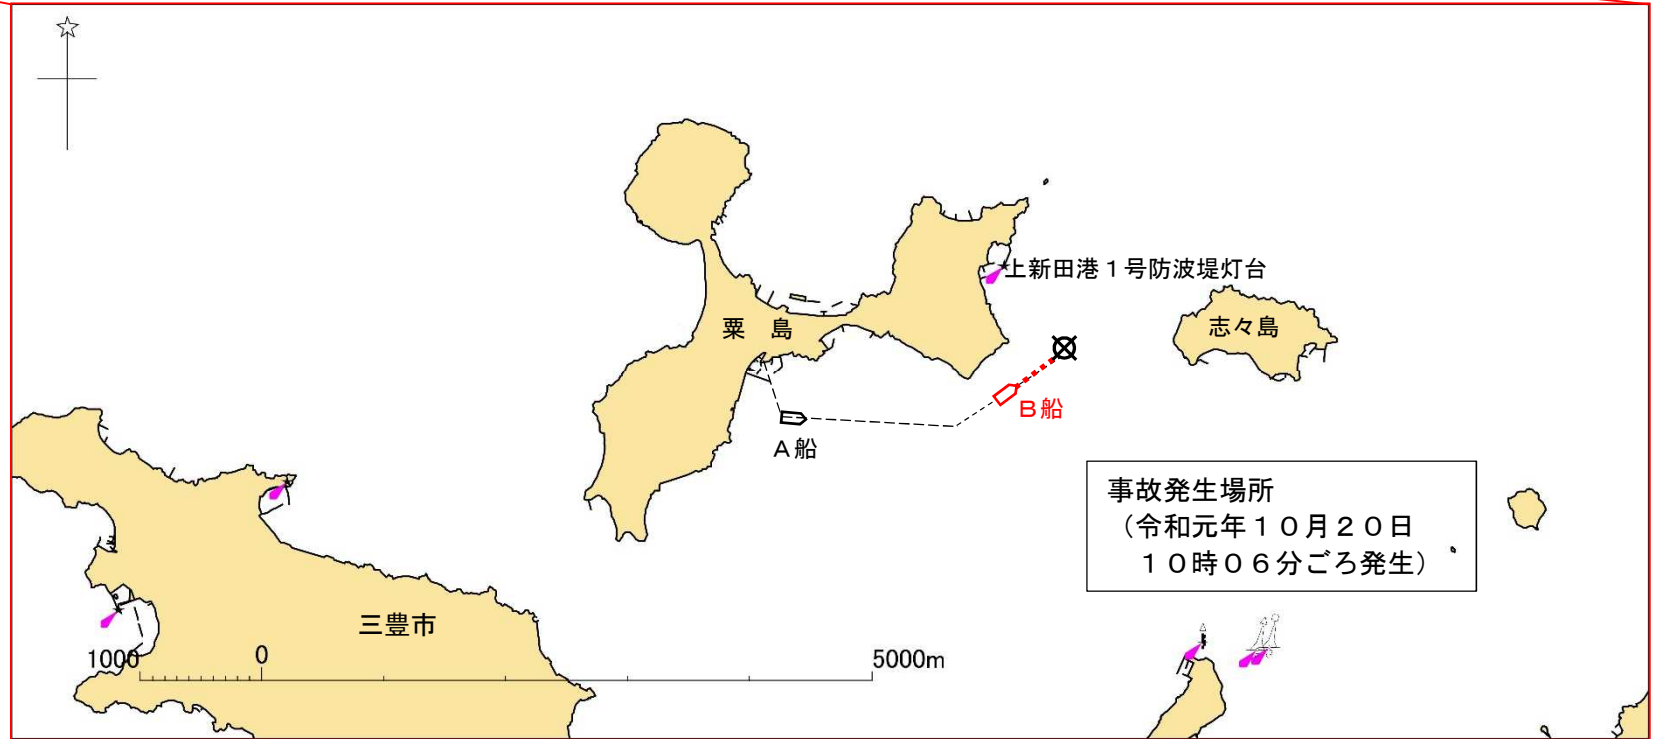 上新田港１号防波堤灯台
粟　島
志々島
Ｂ船
Ａ船
事故発生場所
（令和元年１０月２０日
１０時０６分ごろ発生）
三豊市
1000 0 5000m